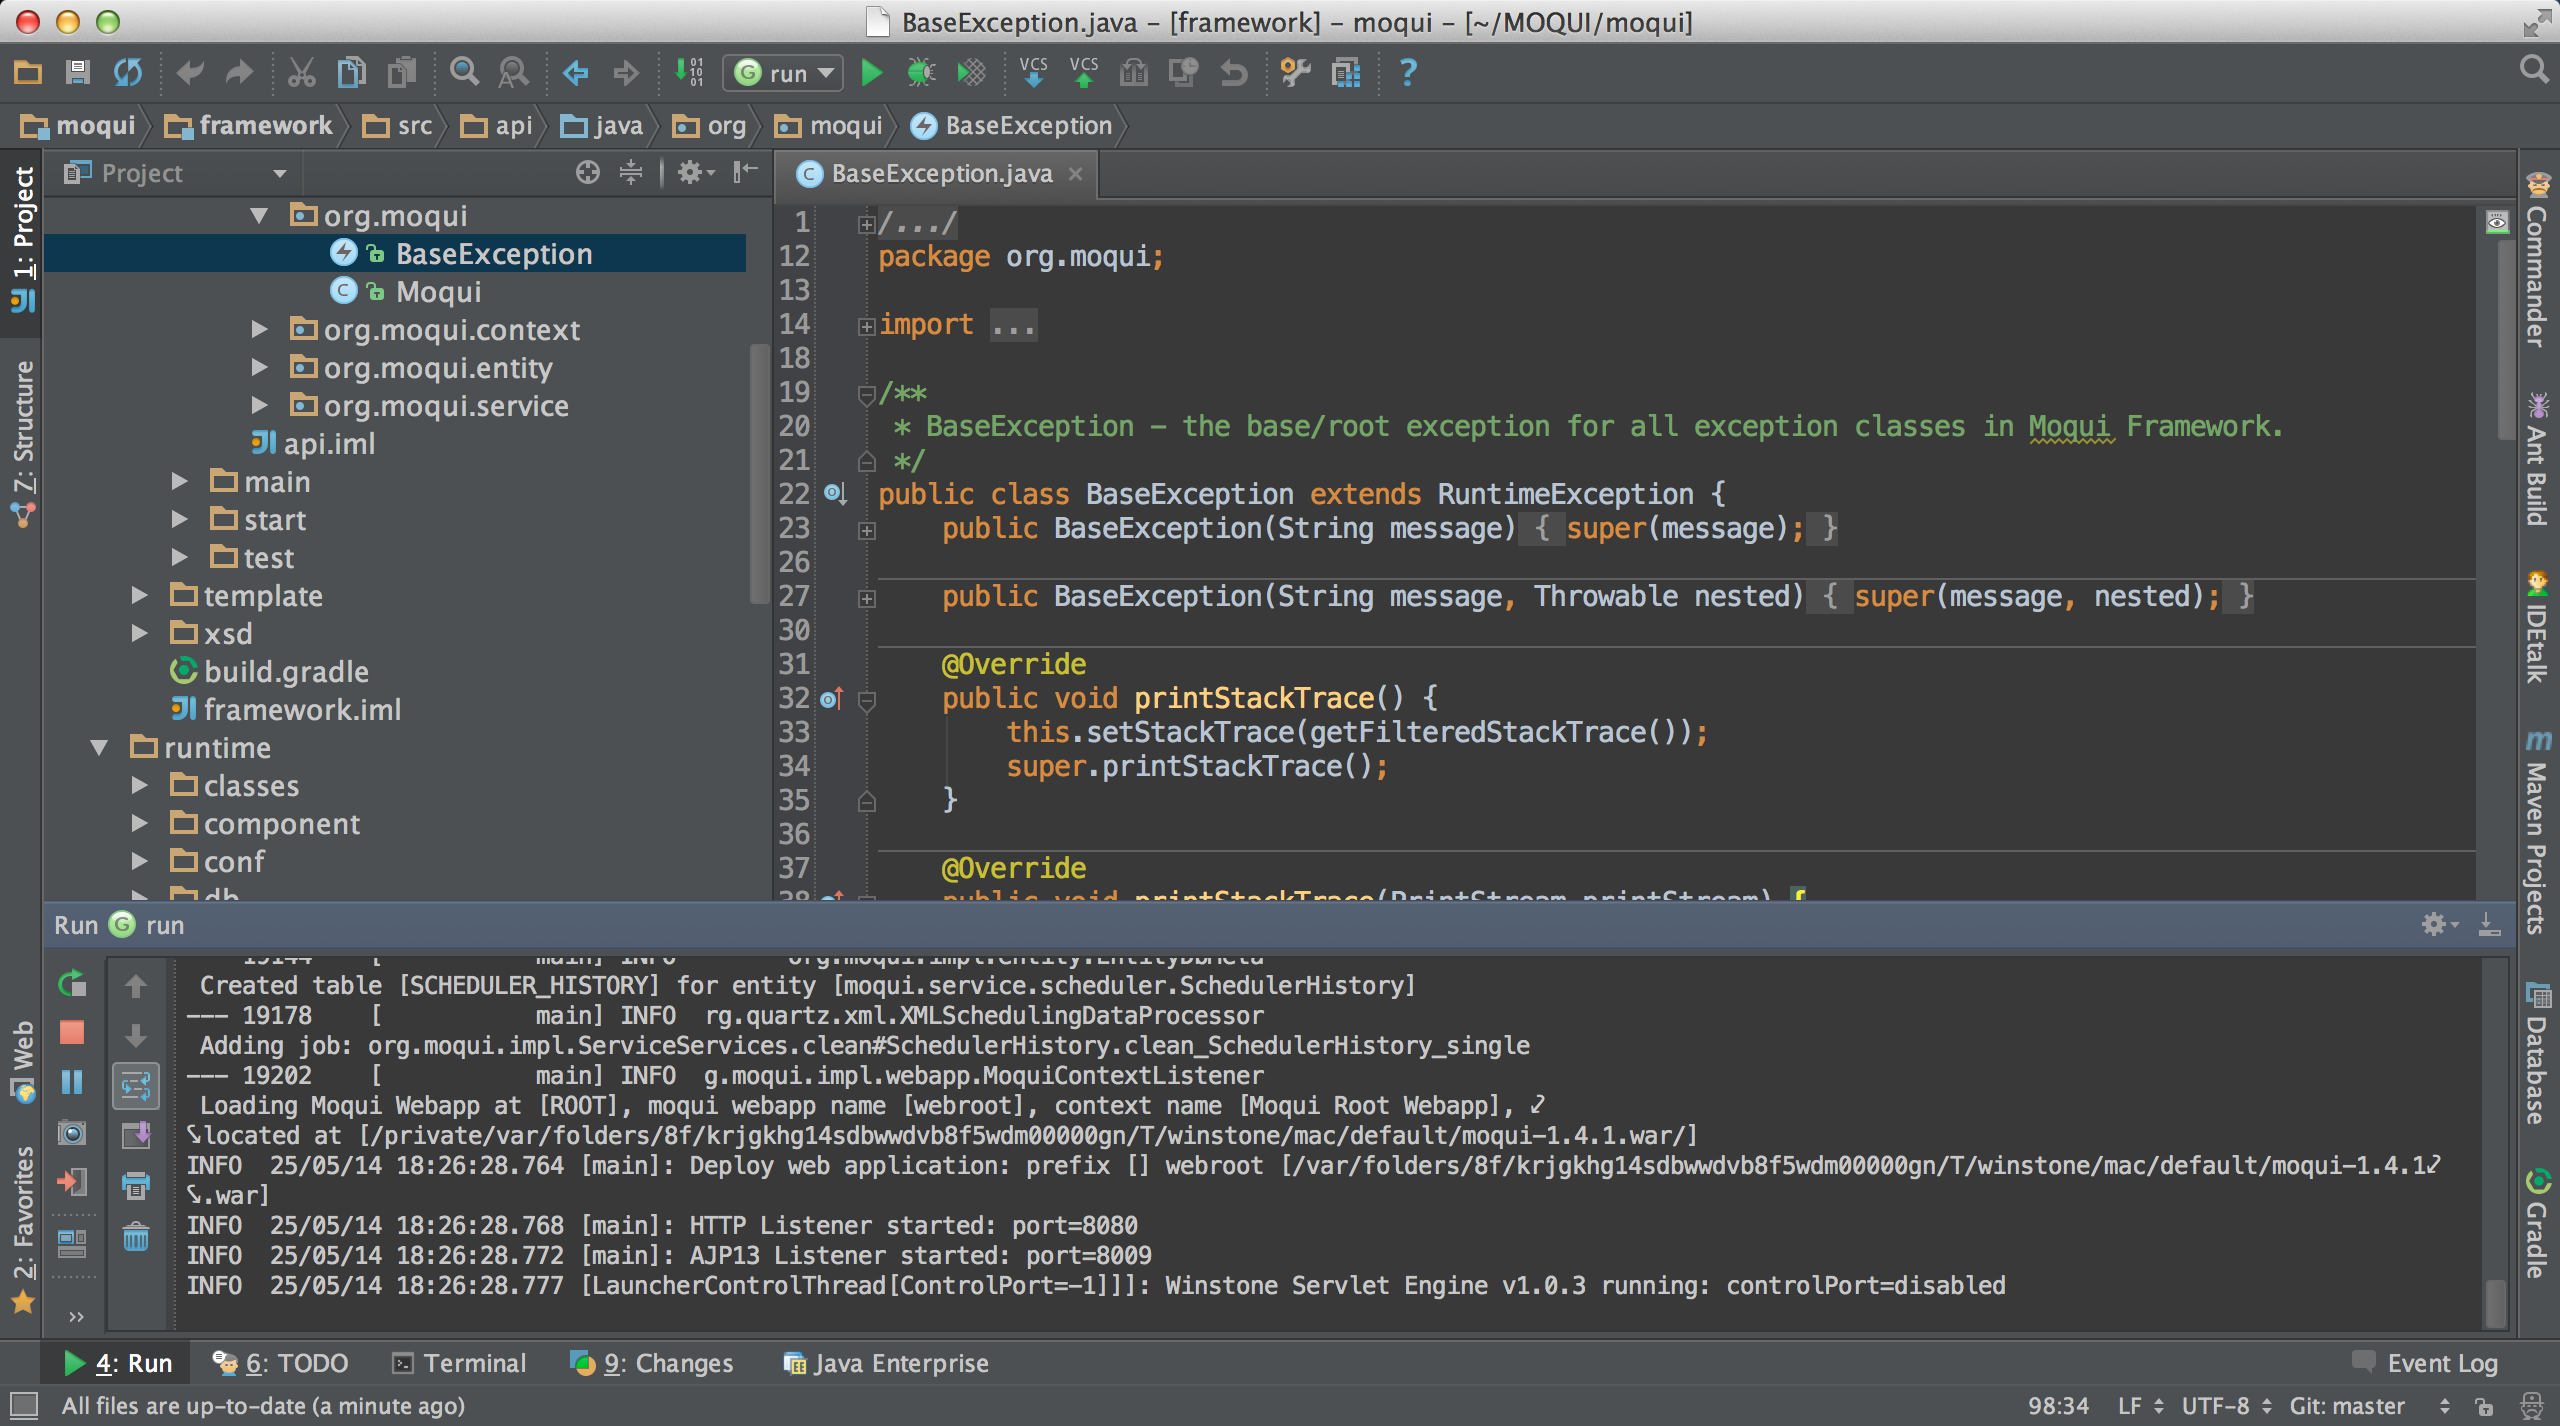 BaseException.java – [framework] – moqui – [~/MOQUI/moqui]
run
VCS VCS
moqui framework src api java org moqui BaseException
1: Project
7: Structure
Web
2: Favorites
Project
org.moqui
BaseException
Moqui
org.moqui.context
org.moqui.entity
org.moqui.service
api.iml
main
start
test
template
xsd
build.gradle
framework.iml
runtime
classes
component
conf
db
BaseException.java
1 /.../
12 package org.moqui;
13
14 import ...
18
19 /**
20 * BaseException – the base/root exception for all exception classes in Moqui Framework.
21 */
22 public class BaseException extends RuntimeException {
23 public BaseException(String message) { super(message); }
26
27 public BaseException(String message, Throwable nested) { super(message, nested); }
30
31 @Override
32 public void printStackTrace() {
33 this.setStackTrace(getFilteredStackTrace());
34 super.printStackTrace();
35 }
36
37 @Override
38 public void printStackTrace(PrintStream printStream) {
Commander
Ant Build
IDEtalk
Maven Projects
Database
Gradle
Run run
19144 [ main] INFO org.moqui.impl.entity.EntityDbMeta
Created table [SCHEDULER_HISTORY] for entity [moqui.service.scheduler.SchedulerHistory]
--- 19178 [ main] INFO rg.quartz.xml.XMLSchedulingDataProcessor
Adding job: org.moqui.impl.ServiceServices.clean#SchedulerHistory.clean_SchedulerHistory_single
--- 19202 [ main] INFO g.moqui.impl.webapp.MoquiContextListener
Loading Moqui Webapp at [ROOT], moqui webapp name [webroot], context name [Moqui Root Webapp],
located at [/private/var/folders/8f/krjgkhg14sdbwwdvb8f5wdm00000gn/T/winstone/mac/default/moqui-1.4.1.war/]
INFO 25/05/14 18:26:28.764 [main]: Deploy web application: prefix [] webroot [/var/folders/8f/krjgkhg14sdbwwdvb8f5wdm00000gn/T/winstone/mac/default/moqui-1.4.1
.war]
INFO 25/05/14 18:26:28.768 [main]: HTTP Listener started: port=8080
INFO 25/05/14 18:26:28.772 [main]: AJP13 Listener started: port=8009
INFO 25/05/14 18:26:28.777 [LauncherControlThread[ControlPort=-1]]]: Winstone Servlet Engine v1.0.3 running: controlPort=disabled
4: Run 6: TODO Terminal 9: Changes Java Enterprise Event Log
All files are up-to-date (a minute ago) 98:34 LF UTF-8 Git: master